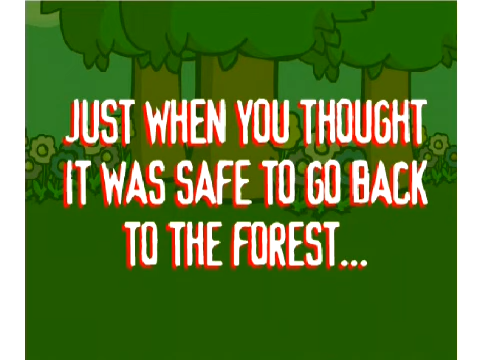 JUST WHEN YOU THOUGHT
IT WAS SAFE TO GO BACK
TO THE FOREST...